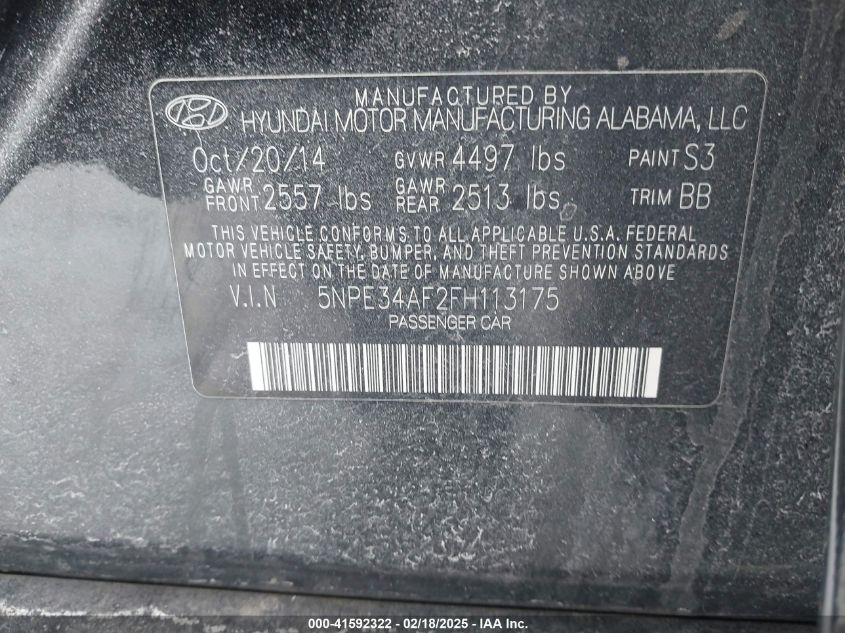 MANUFACTURED BY
HYUNDAI MOTOR MANUFACTURING ALABAMA, LLC
Oct/20/14 GVWR 4497 lbs PAINT S3
GAWR FRONT 2557 lbs GAWR REAR 2513 lbs TRIM BB
THIS VEHICLE CONFORMS TO ALL APPLICABLE U.S.A. FEDERAL
MOTOR VEHICLE SAFETY, BUMPER, AND THEFT PREVENTION STANDARDS
IN EFFECT ON THE DATE OF MANUFACTURE SHOWN ABOVE.
V.I.N 5NPE34AF2FH113175
PASSENGER CAR
000-41592322 - 02/18/2025 - IAA Inc.